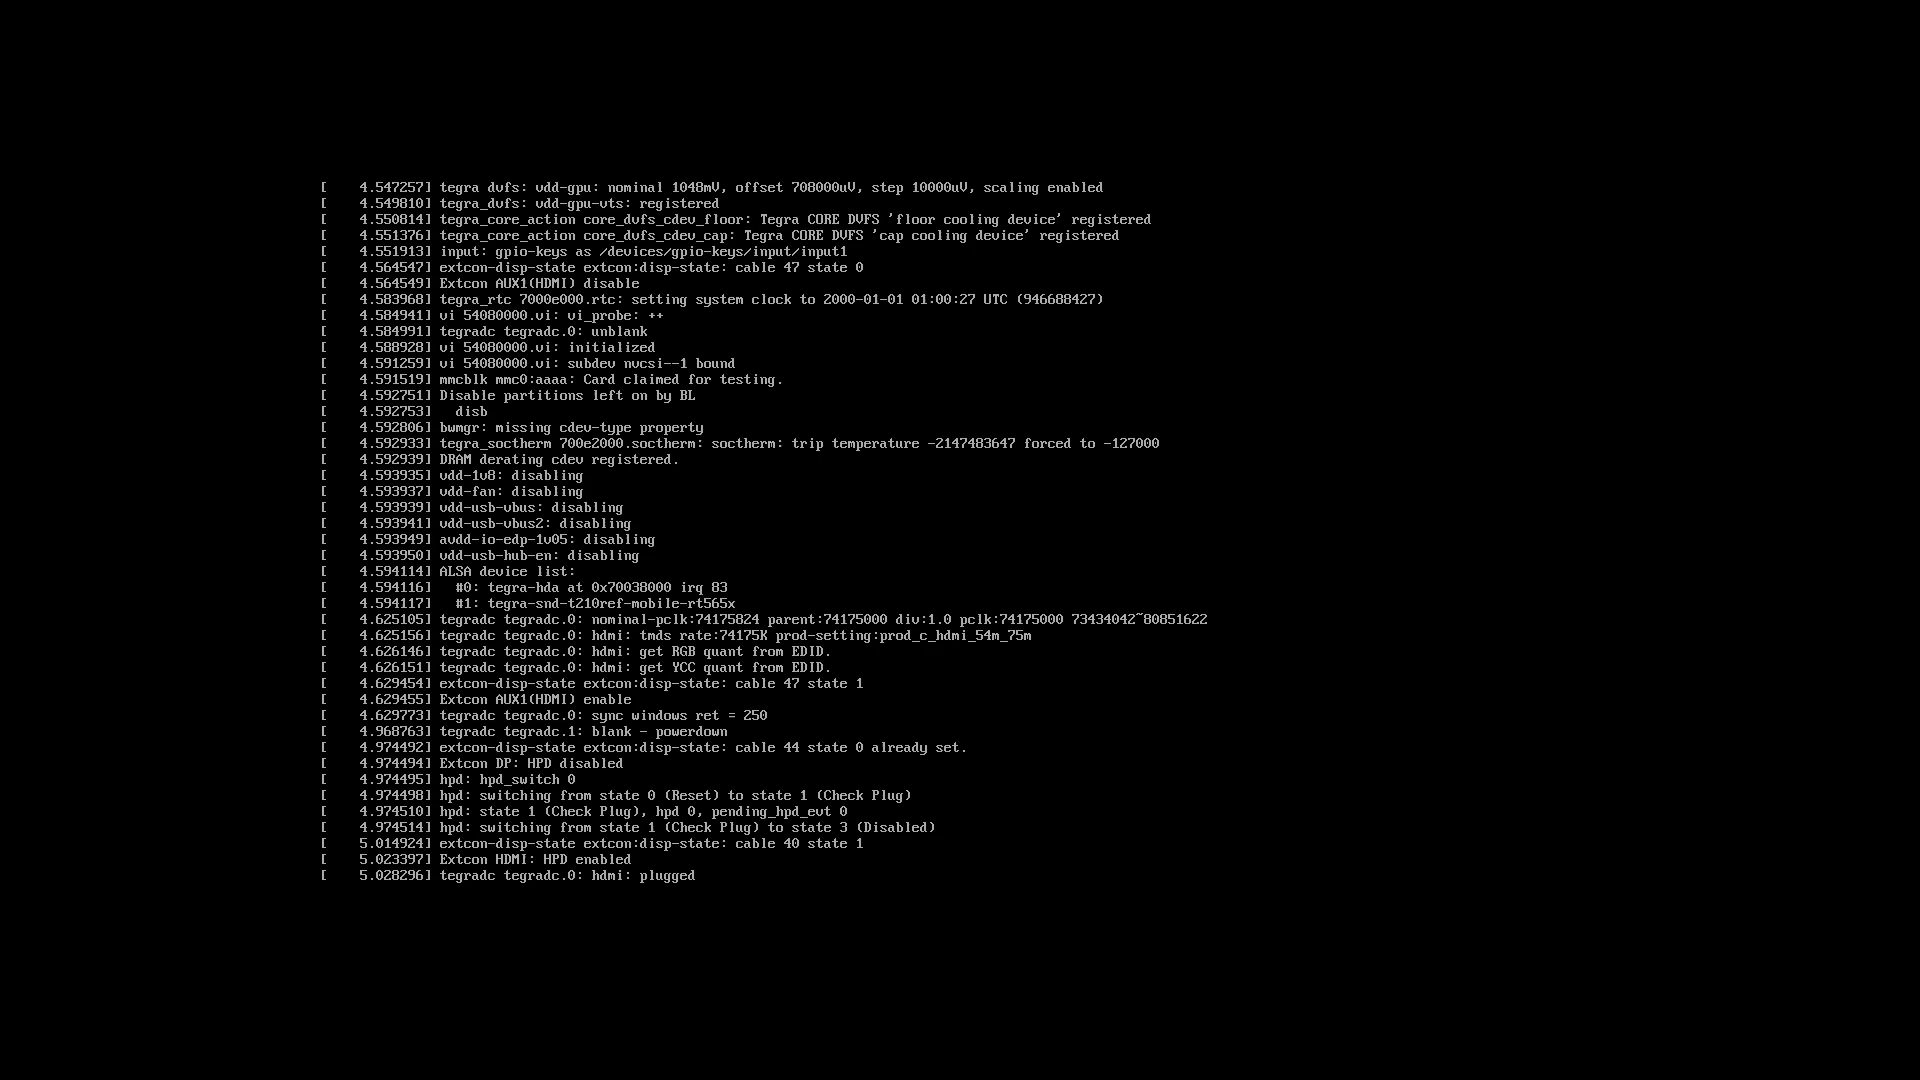 [    4.547257] tegra dvfs: vdd-gpu: nominal 1048mV, offset 708000uV, step 10000uV, scaling enabled
[    4.549810] tegra_dvfs: vdd-gpu-vts: registered
[    4.550814] tegra_core_action core_dvfs_cdev_floor: Tegra CORE DVFS 'floor cooling device' registered
[    4.551376] tegra_core_action core_dvfs_cdev_cap: Tegra CORE DVFS 'cap cooling device' registered
[    4.551913] input: gpio-keys as /devices/gpio-keys/input/input1
[    4.564547] extcon-disp-state extcon:disp-state: cable 47 state 0
[    4.564549] Extcon AUX1(HDMI) disable
[    4.583968] tegra_rtc 7000e000.rtc: setting system clock to 2000-01-01 01:00:27 UTC (946688427)
[    4.584941] vi 54080000.vi: vi_probe: ++
[    4.584991] tegradc tegradc.0: unblank
[    4.588928] vi 54080000.vi: initialized
[    4.591259] vi 54080000.vi: subdev nvcsi--1 bound
[    4.591519] mmcblk mmc0:aaaa: Card claimed for testing.
[    4.592751] Disable partitions left on by BL
[    4.592753]   disb
[    4.592806] bwmgr: missing cdev-type property
[    4.592933] tegra_soctherm 700e2000.soctherm: soctherm: trip temperature -2147483647 forced to -127000
[    4.592939] DRAM derating cdev registered.
[    4.593935] vdd-1v8: disabling
[    4.593937] vdd-fan: disabling
[    4.593939] vdd-usb-vbus: disabling
[    4.593941] vdd-usb-vbus2: disabling
[    4.593949] avdd-io-edp-1v05: disabling
[    4.593950] vdd-usb-hub-en: disabling
[    4.594114] ALSA device list:
[    4.594116]   #0: tegra-hda at 0x70038000 irq 83
[    4.594117]   #1: tegra-snd-t210ref-mobile-rt565x
[    4.625105] tegradc tegradc.0: nominal-pclk:74175824 parent:74175000 div:1.0 pclk:74175000 73434042~80851622
[    4.625156] tegradc tegradc.0: hdmi: tmds rate:74175K prod-setting:prod_c_hdmi_54m_75m
[    4.626146] tegradc tegradc.0: hdmi: get RGB quant from EDID.
[    4.626151] tegradc tegradc.0: hdmi: get YCC quant from EDID.
[    4.629454] extcon-disp-state extcon:disp-state: cable 47 state 1
[    4.629455] Extcon AUX1(HDMI) enable
[    4.629773] tegradc tegradc.0: sync windows ret = 250
[    4.968763] tegradc tegradc.1: blank - powerdown
[    4.974492] extcon-disp-state extcon:disp-state: cable 44 state 0 already set.
[    4.974494] Extcon DP: HPD disabled
[    4.974495] hpd: hpd_switch 0
[    4.974498] hpd: switching from state 0 (Reset) to state 1 (Check Plug)
[    4.974510] hpd: state 1 (Check Plug), hpd 0, pending_hpd_evt 0
[    4.974514] hpd: switching from state 1 (Check Plug) to state 3 (Disabled)
[    5.014924] extcon-disp-state extcon:disp-state: cable 40 state 1
[    5.023397] Extcon HDMI: HPD enabled
[    5.028296] tegradc tegradc.0: hdmi: plugged